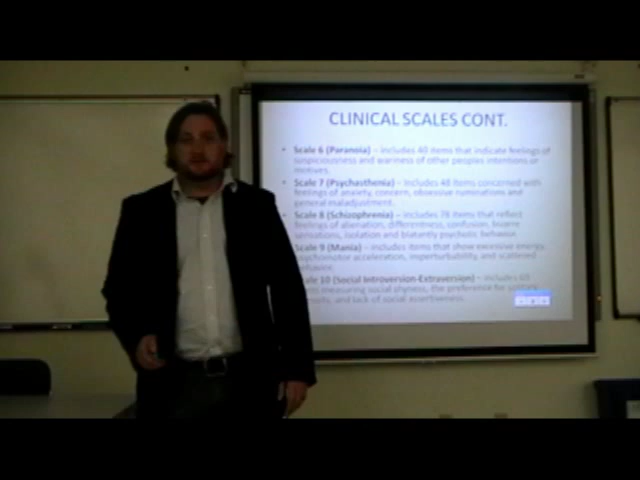 CLINICAL SCALES CONT.
• Scale 6 (Paranoia) – includes 40 items that indicate feelings of
suspiciousness and wariness of other peoples intentions or
motives.
• Scale 7 (Psychasthenia) – includes 48 items concerned with
feelings of anxiety, concern, obsessive ruminations and
general maladjustment.
• Scale 8 (Schizophrenia) – includes 78 items that reflect
feelings of alienation, differentness, confusion, bizarre
sensations, isolation and blatantly psychotic behavior.
Scale 9 (Mania) – includes items that show excessive energy,
psychomotor acceleration, imperturbability, and scattered
behavior.
Scale 10 (Social Introversion-Extraversion) – includes
measuring social shyness, the preference for solitary
and lack of social assertiveness.